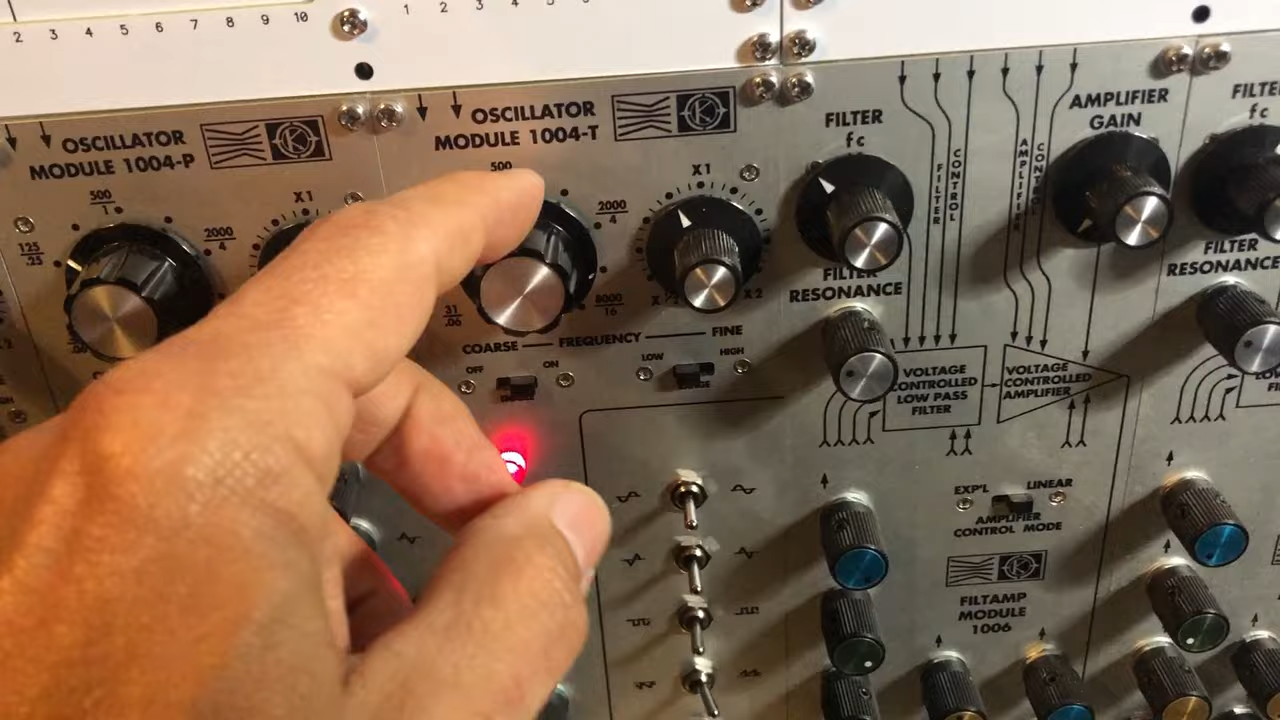 2 3 4 5 6 7 8 9 10
1 2 3 4
OSCILLATOR
MODULE 1004-P
500
1
X1
125
.25
2000
4
OSCILLATOR
MODULE 1004-T
500
X1
2000
4
31
.06
8000
16
X 1/2
X2
COARSE — FREQUENCY — FINE
OFF
ON
LOW
HIGH
FILTER
fc
FILTER
RESONANCE
FILTER
CONTROL
AMPLIFIER
CONTROL
AMPLIFIER
GAIN
VOLTAGE
CONTROLLED
LOW PASS
FILTER
VOLTAGE
CONTROLLED
AMPLIFIER
EXP'L
LINEAR
AMPLIFIER
CONTROL MODE
FILTAMP
MODULE
1006
fc
FILTER
RESONANCE